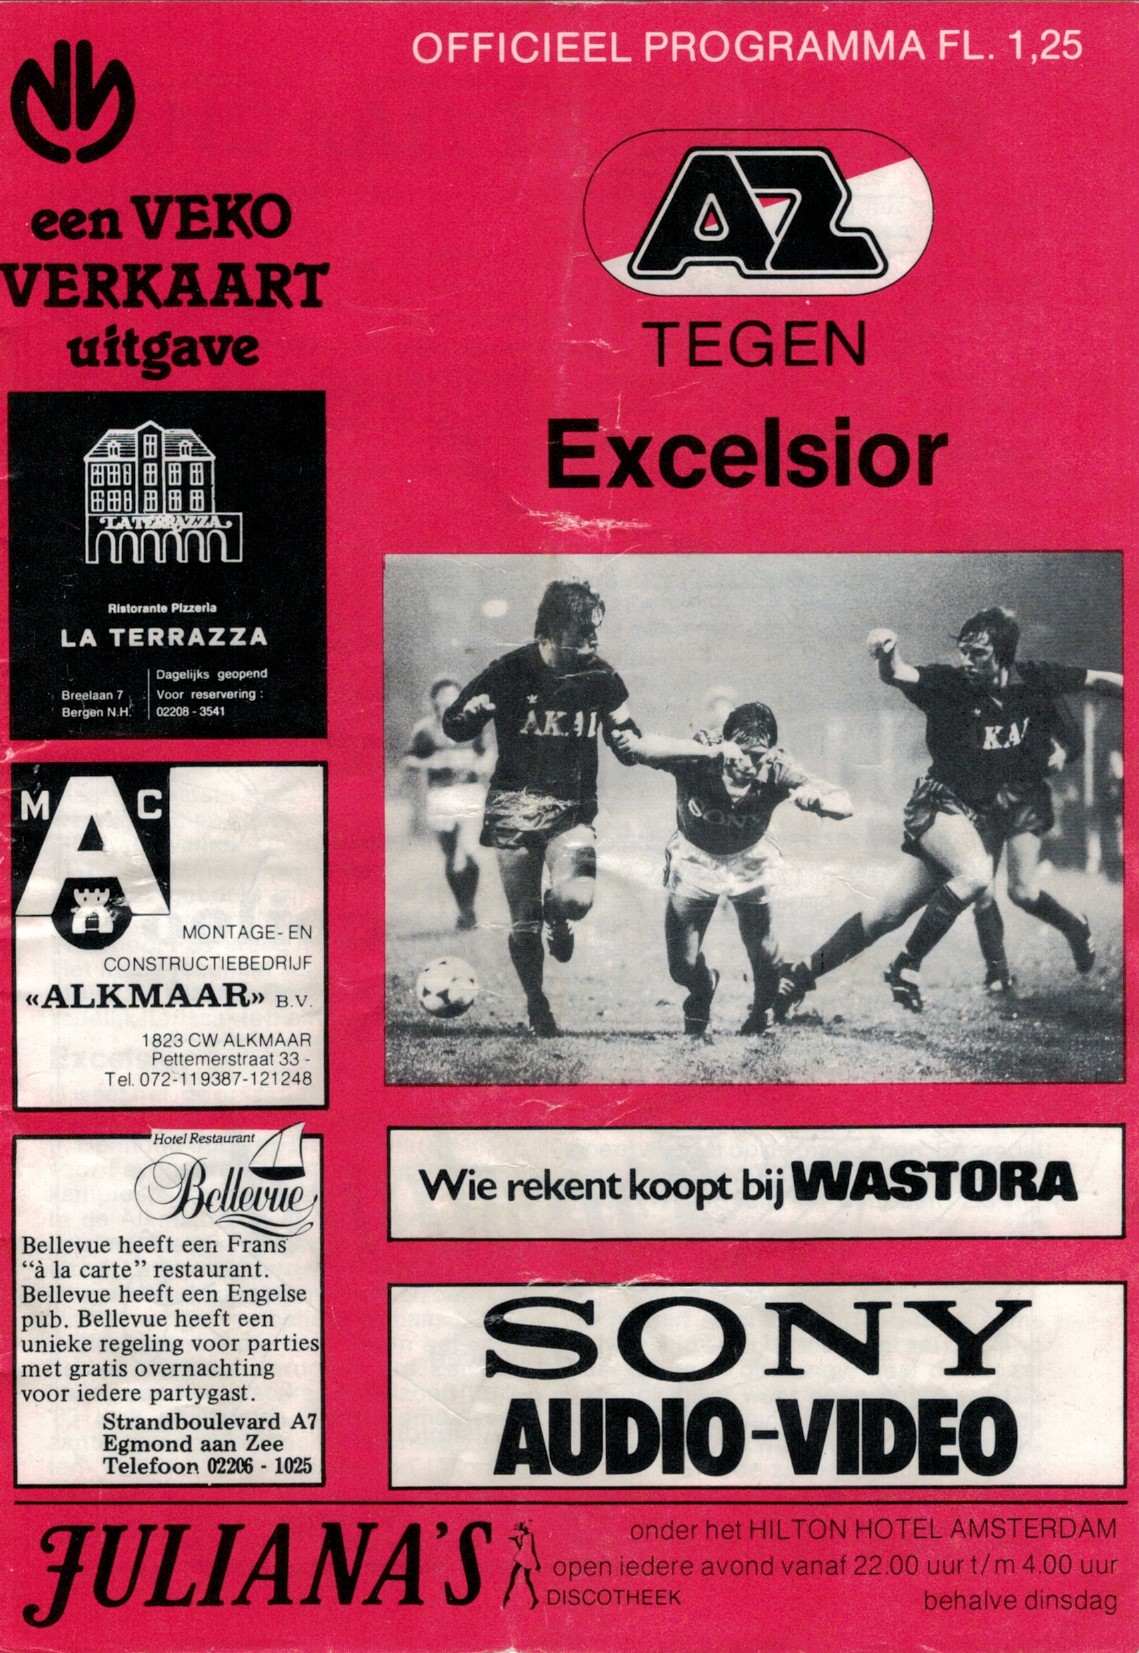 OFFICIEEL PROGRAMMA FL. 1,25
een VEKO
VERKAART
uitgave
AZ
TEGEN
Excelsior
LA TERRAZZA
Ristorante Pizzeria
LA TERRAZZA
Breelaan 7
Bergen N.H.
Dagelijks geopend
Voor reservering :
02208 - 3541
AKAI
SONY
KAI
M A C
MONTAGE- EN
CONSTRUCTIEBEDRIJF
«ALKMAAR» B.V.
1823 CW ALKMAAR
Pettemerstraat 33 -
Tel. 072-119387-121248
Hotel Restaurant
Bellevue
Bellevue heeft een Frans
“à la carte” restaurant.
Bellevue heeft een Engelse
pub. Bellevue heeft een
unieke regeling voor parties
met gratis overnachting
voor iedere partygast.
Strandboulevard A7
Egmond aan Zee
Telefoon 02206 - 1025
Wie rekent koopt bij WASTORA
SONY
AUDIO-VIDEO
JULIANA'S
DISCOTHEEK
onder het HILTON HOTEL AMSTERDAM
open iedere avond vanaf 22.00 uur t/m 4.00 uur
behalve dinsdag